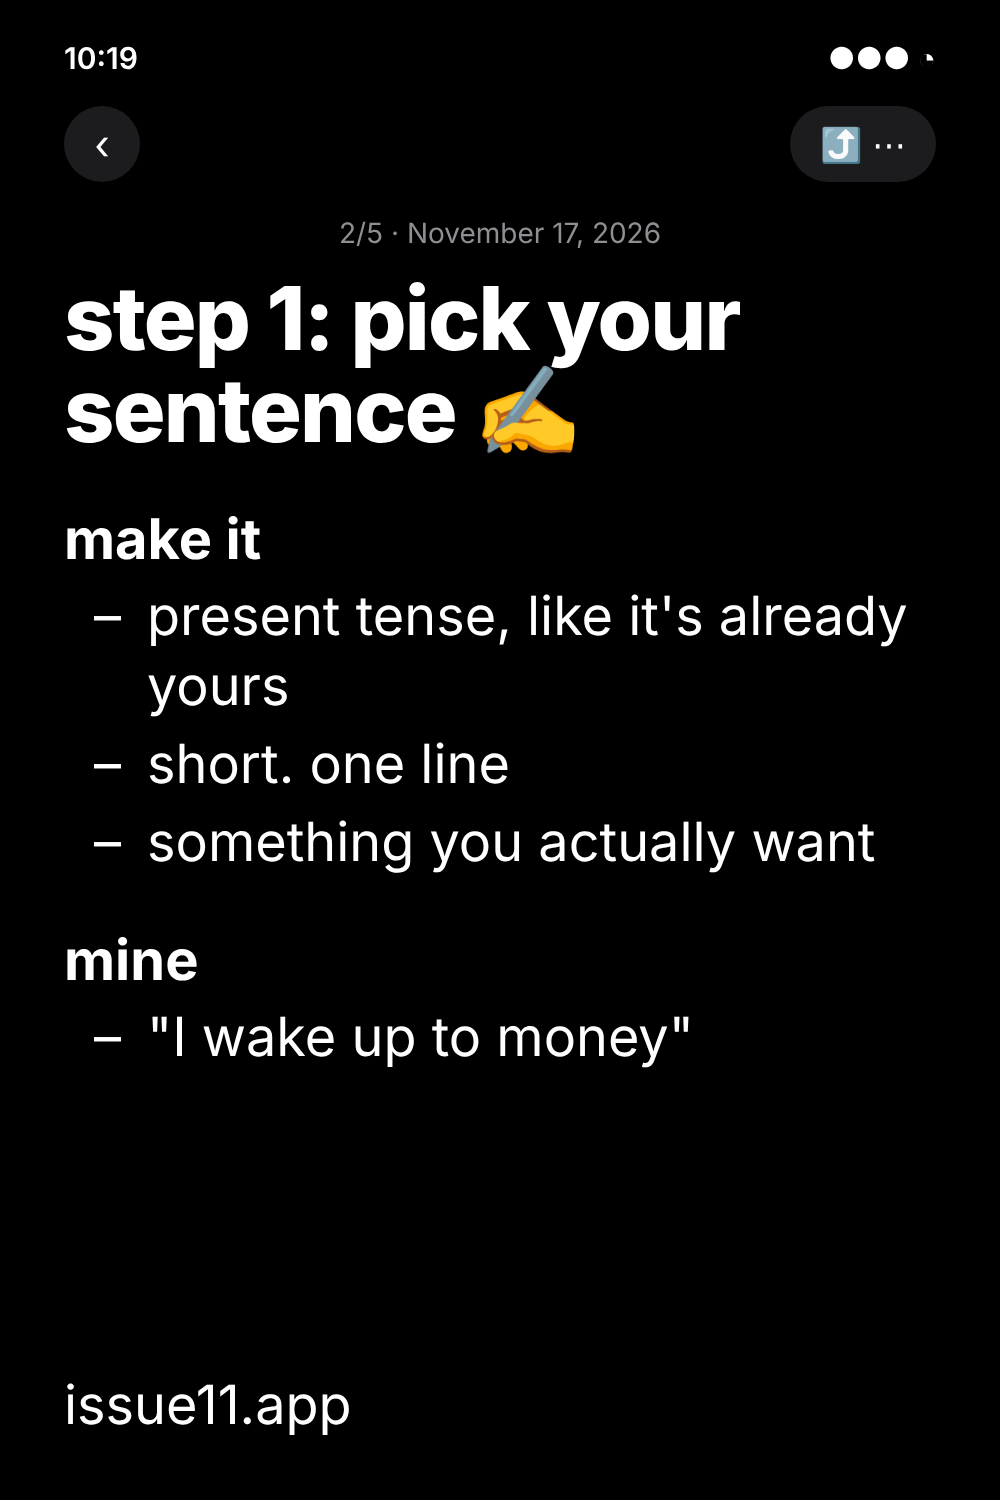 10:19
‹
⤴️ ⋯
2/5 · November 17, 2026
step 1: pick your
sentence ✍️
make it
– present tense, like it's already
yours
– short. one line
– something you actually want
mine
– "I wake up to money"
issue11.app